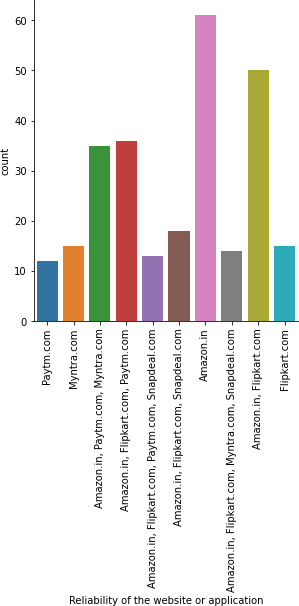 60
50
40
30
20
10
0
count
Paytm.com
Myntra.com
Amazon.in, Paytm.com, Myntra.com
Amazon.in, Flipkart.com, Paytm.com
Amazon.in, Flipkart.com, Paytm.com, Snapdeal.com
Amazon.in, Flipkart.com, Snapdeal.com
Amazon.in
Amazon.in, Flipkart.com, Myntra.com, Snapdeal.com
Amazon.in, Flipkart.com
Flipkart.com
Reliability of the website or application